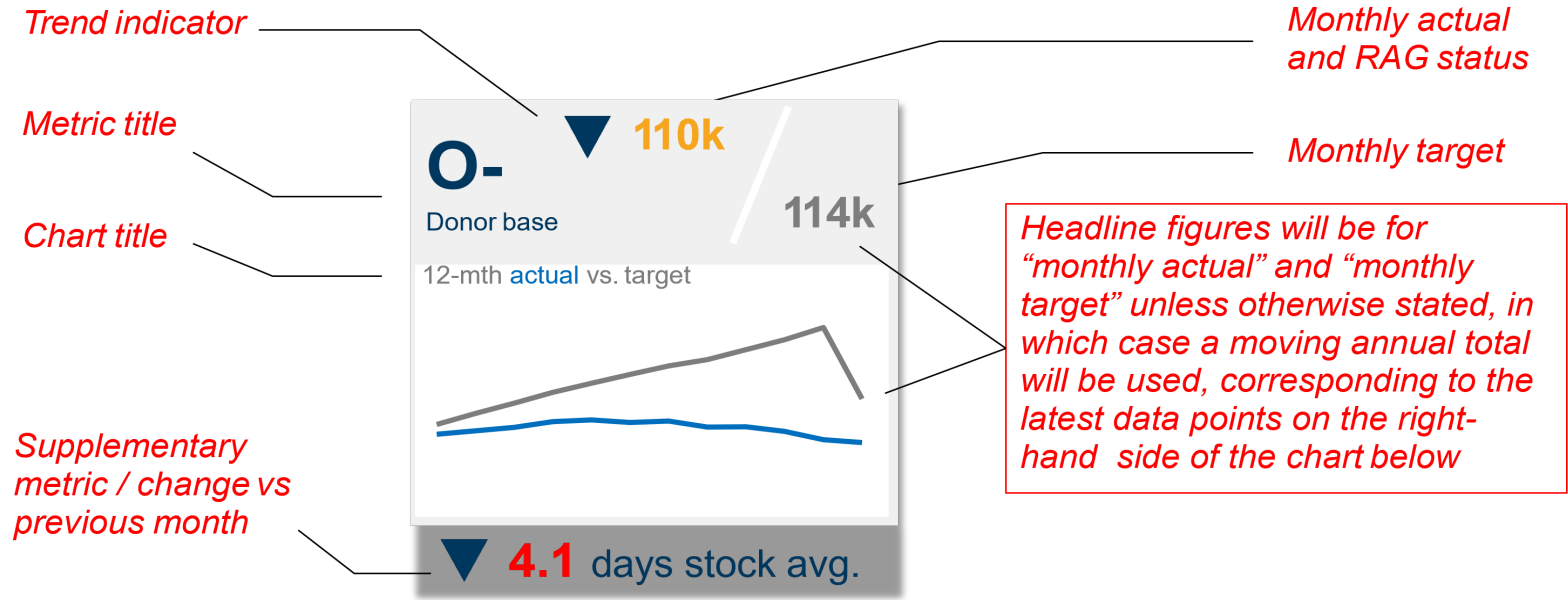 Trend indicator
Metric title
Chart title
Supplementary
metric / change vs
previous month
110k
O-
Donor base
114k
12-mth actual vs. target
4.1 days stock avg.
Monthly actual
and RAG status
Monthly target
Headline figures will be for
“monthly actual” and “monthly
target” unless otherwise stated, in
which case a moving annual total
will be used, corresponding to the
latest data points on the right-
hand  side of the chart below